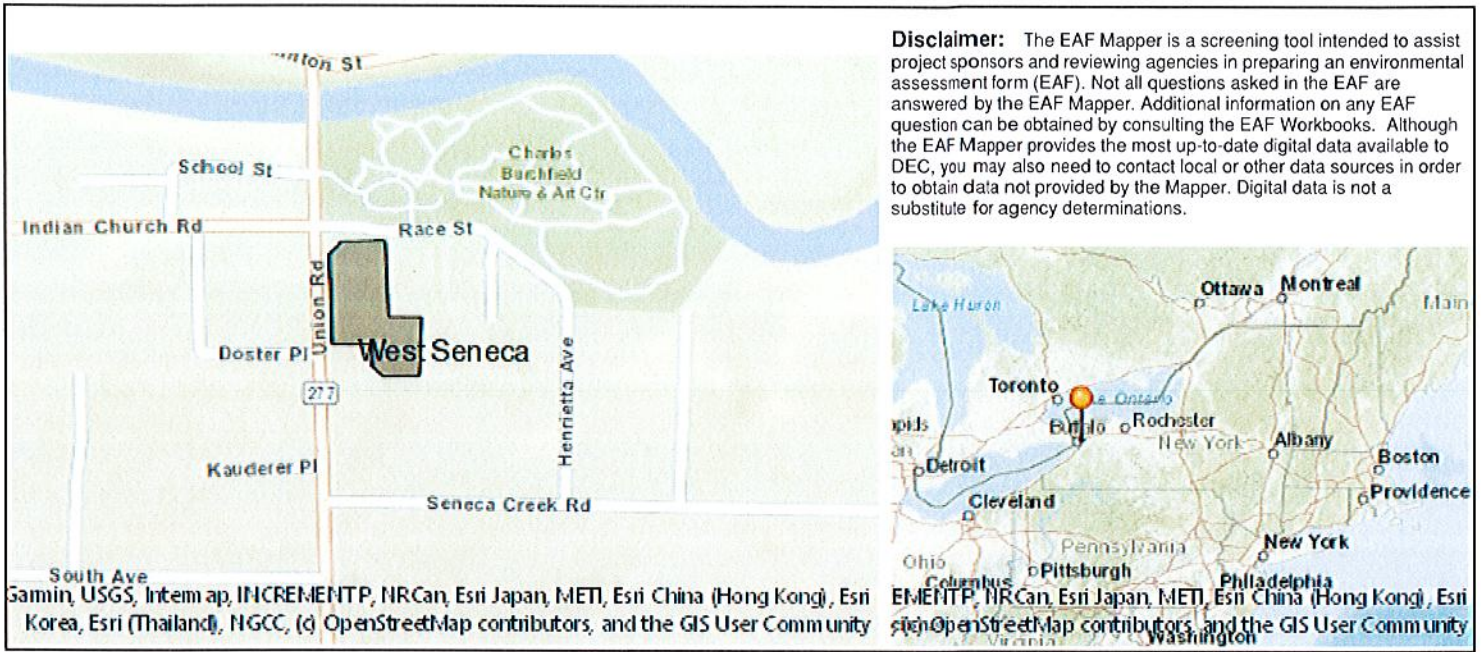 Disclaimer: The EAF Mapper is a screening tool intended to assist
project sponsors and reviewing agencies in preparing an environmental
assessment form (EAF). Not all questions asked in the EAF are
answered by the EAF Mapper. Additional information on any EAF
question can be obtained by consulting the EAF Workbooks. Although
the EAF Mapper provides the most up-to-date digital data available to
DEC, you may also need to contact local or other data sources in order
to obtain data not provided by the Mapper. Digital data is not a
substitute for agency determinations.
nton St
School St
Charles
Burchfield
Nature & Art Ctr
Indian Church Rd
Race St
Union Rd
Doster Pl
West Seneca
277
Henrietta Ave
Kauderer Pl
Seneca Creek Rd
South Ave
Garmin, USGS, Intermap, INCREMENT P, NRCan, Esri Japan, METI, Esri China (Hong Kong), Esri
Korea, Esri (Thailand), NGCC, (c) OpenStreetMap contributors, and the GIS User Community
Ottawa
Montreal
Main
Lake Huron
Toronto
e Ontario
apids
Buffalo
Rochester
New York
Albany
Detroit
Boston
Cleveland
Providence
New York
Pennsylvania
Ohio
Pittsburgh
Columbus
Philadelphia
EMENT P, NRCan, Esri Japan, METI, Esri China (Hong Kong), Esri
(c) OpenStreetMap contributors, and the GIS User Community
Virginia
Washington